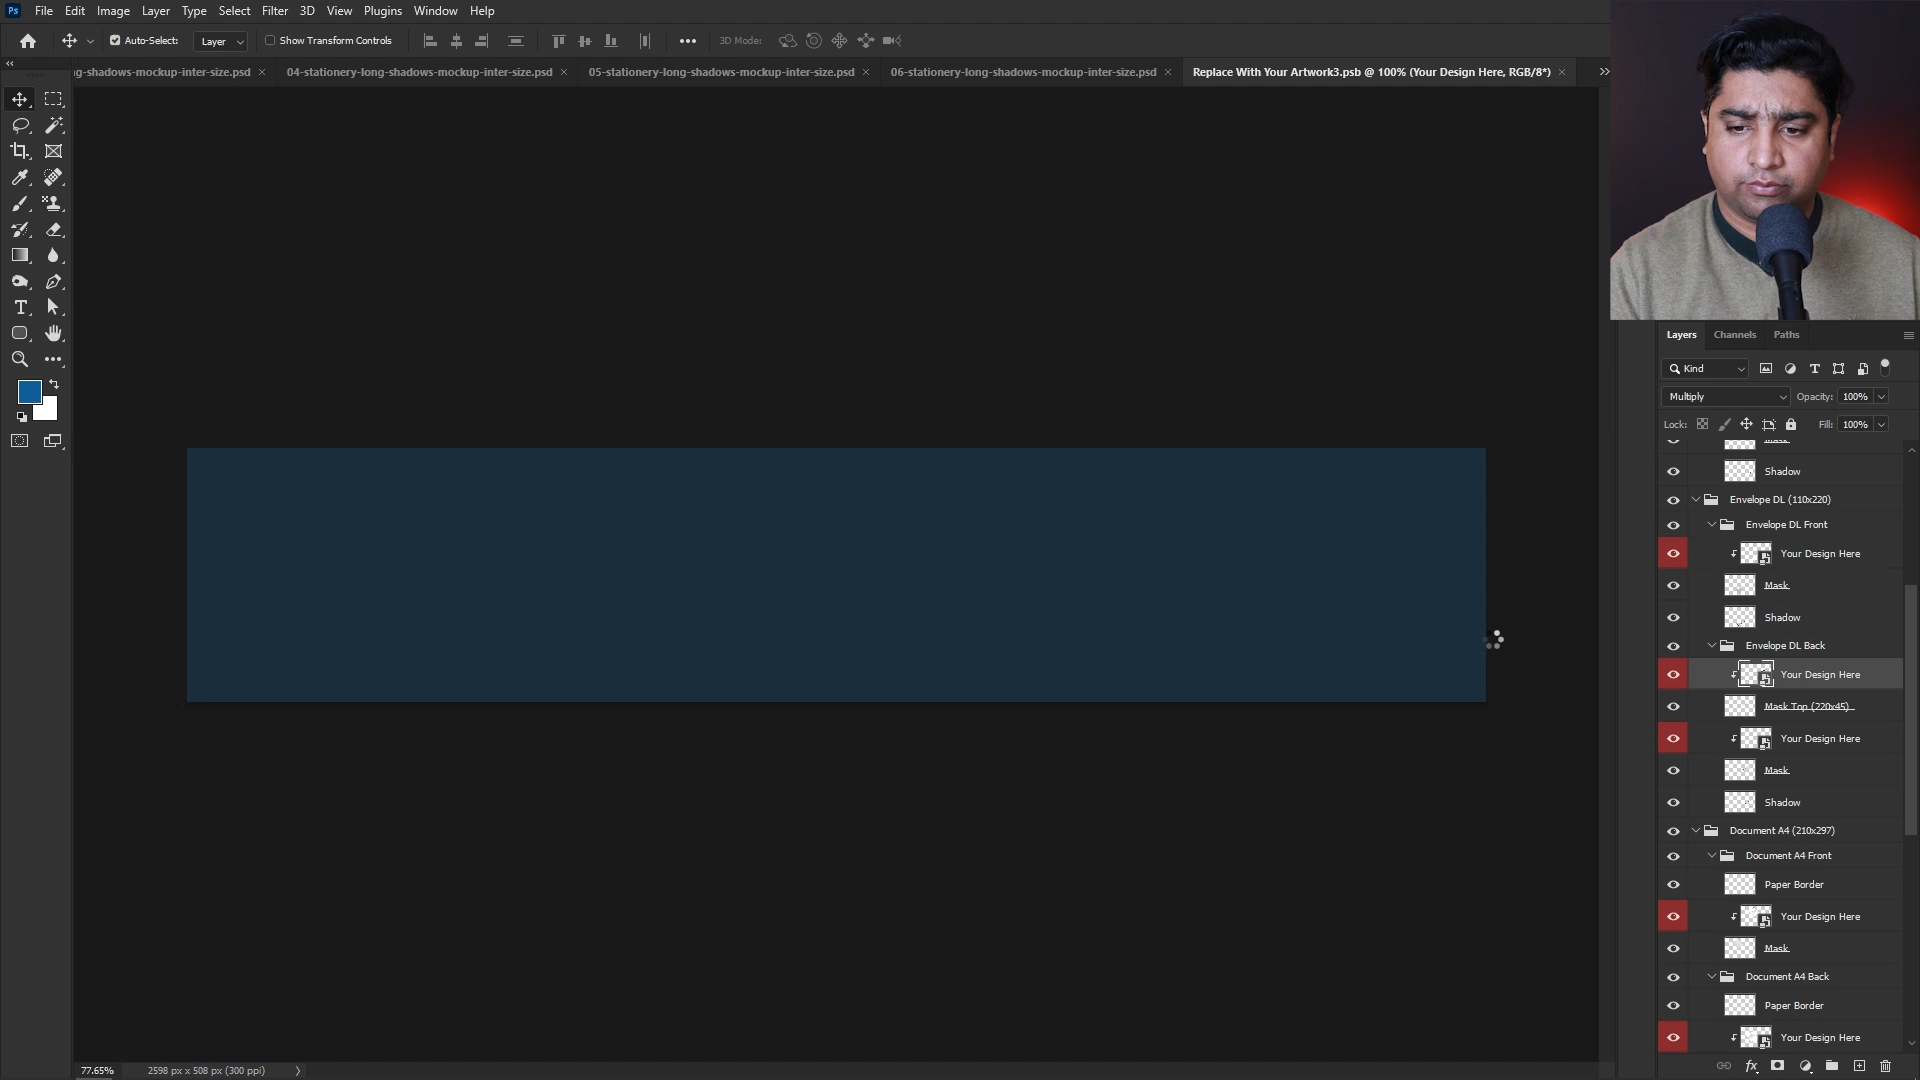 Ps File Edit Image Layer Type Select Filter 3D View Plugins Window Help
Auto-Select: Layer Show Transform Controls 3D Mode:
g-shadows-mockup-inter-size.psd 04-stationery-long-shadows-mockup-inter-size.psd 05-stationery-long-shadows-mockup-inter-size.psd 06-stationery-long-shadows-mockup-inter-size.psd Replace With Your Artwork3.psb @ 100% (Your Design Here, RGB/8*)
Layers Channels Paths
Kind
Multiply Opacity: 100%
Lock: Fill: 100%
Shadow
Envelope DL (110x220)
Envelope DL Front
Your Design Here
Mask
Shadow
Envelope DL Back
Your Design Here
Mask Top (220x45)
Your Design Here
Mask
Shadow
Document A4 (210x297)
Document A4 Front
Paper Border
Your Design Here
Mask
Document A4 Back
Paper Border
Your Design Here
77.65% 2598 px x 508 px (300 ppi)